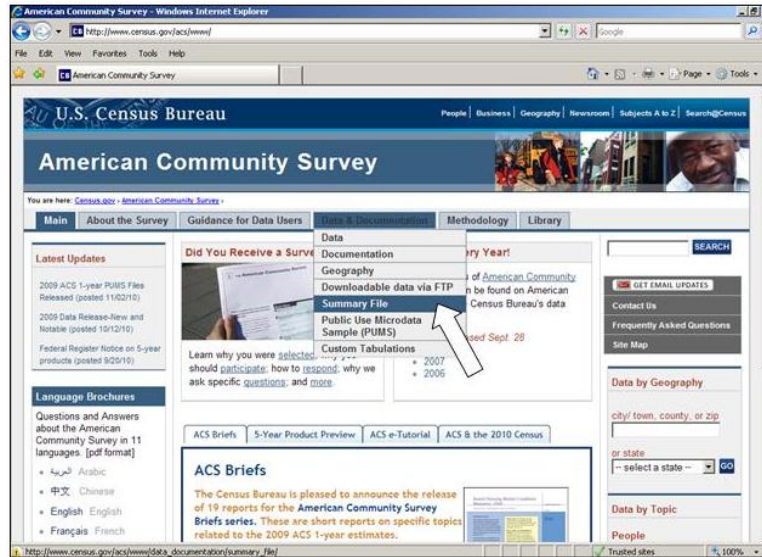 American Community Survey - Windows Internet Explorer
http://www.census.gov/acs/www/
Google
File Edit View Favorites Tools Help
American Community Survey
Page Tools
U.S. Census Bureau
People | Business | Geography | Newsroom | Subjects A to Z | Search@Census
American Community Survey
You are here: Census.gov › American Community Survey ›
Main About the Survey Guidance for Data Users Data & Documentation Methodology Library
Data
Documentation
Geography
Downloadable data via FTP
Summary File
Public Use Microdata
Sample (PUMS)
Custom Tabulations
Latest Updates
2009 ACS 1-year PUMS Files
Released (posted 11/02/10)
2009 Data Release-New and
Notable (posted 10/12/10)
Federal Register Notice on 5-year
products (posted 9/20/10)
Language Brochures
Questions and Answers
about the American
Community Survey in 11
languages. [pdf format]
العربية Arabic
中文 Chinese
English English
Français French
Did You Receive a Surve
Learn why you were selected, why you
should participate; how to respond; why we
ask specific questions; and more.
ery Year!
s of American Community
n be found on American
Census Bureau's data
sed Sept. 28
2007
2006
ACS Briefs 5-Year Product Preview ACS e-Tutorial ACS & the 2010 Census
ACS Briefs
The Census Bureau is pleased to announce the release
of 19 reports for the American Community Survey
Briefs series. These are short reports on specific topics
related to the 2009 ACS 1-year estimates.
SEARCH
GET EMAIL UPDATES
Contact Us
Frequently Asked Questions
Site Map
Data by Geography
city/ town, county, or zip
or state
-- select a state -- GO
Data by Topic
People
http://www.census.gov/acs/www/data_documentation/summary_file/
Trusted sites
100%